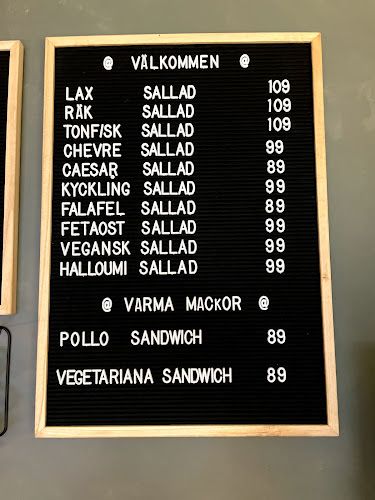 @ VÄLKOMMEN @
LAX SALLAD 109
RÄK SALLAD 109
TONFISK SALLAD 109
CHEVRE SALLAD 99
CAESAR SALLAD 89
KYCKLING SALLAD 99
FALAFEL SALLAD 89
FETAOST SALLAD 99
VEGANSK SALLAD 99
HALLOUMI SALLAD 99
@ VARMA MACKOR @
POLLO SANDWICH 89
VEGETARIANA SANDWICH 89